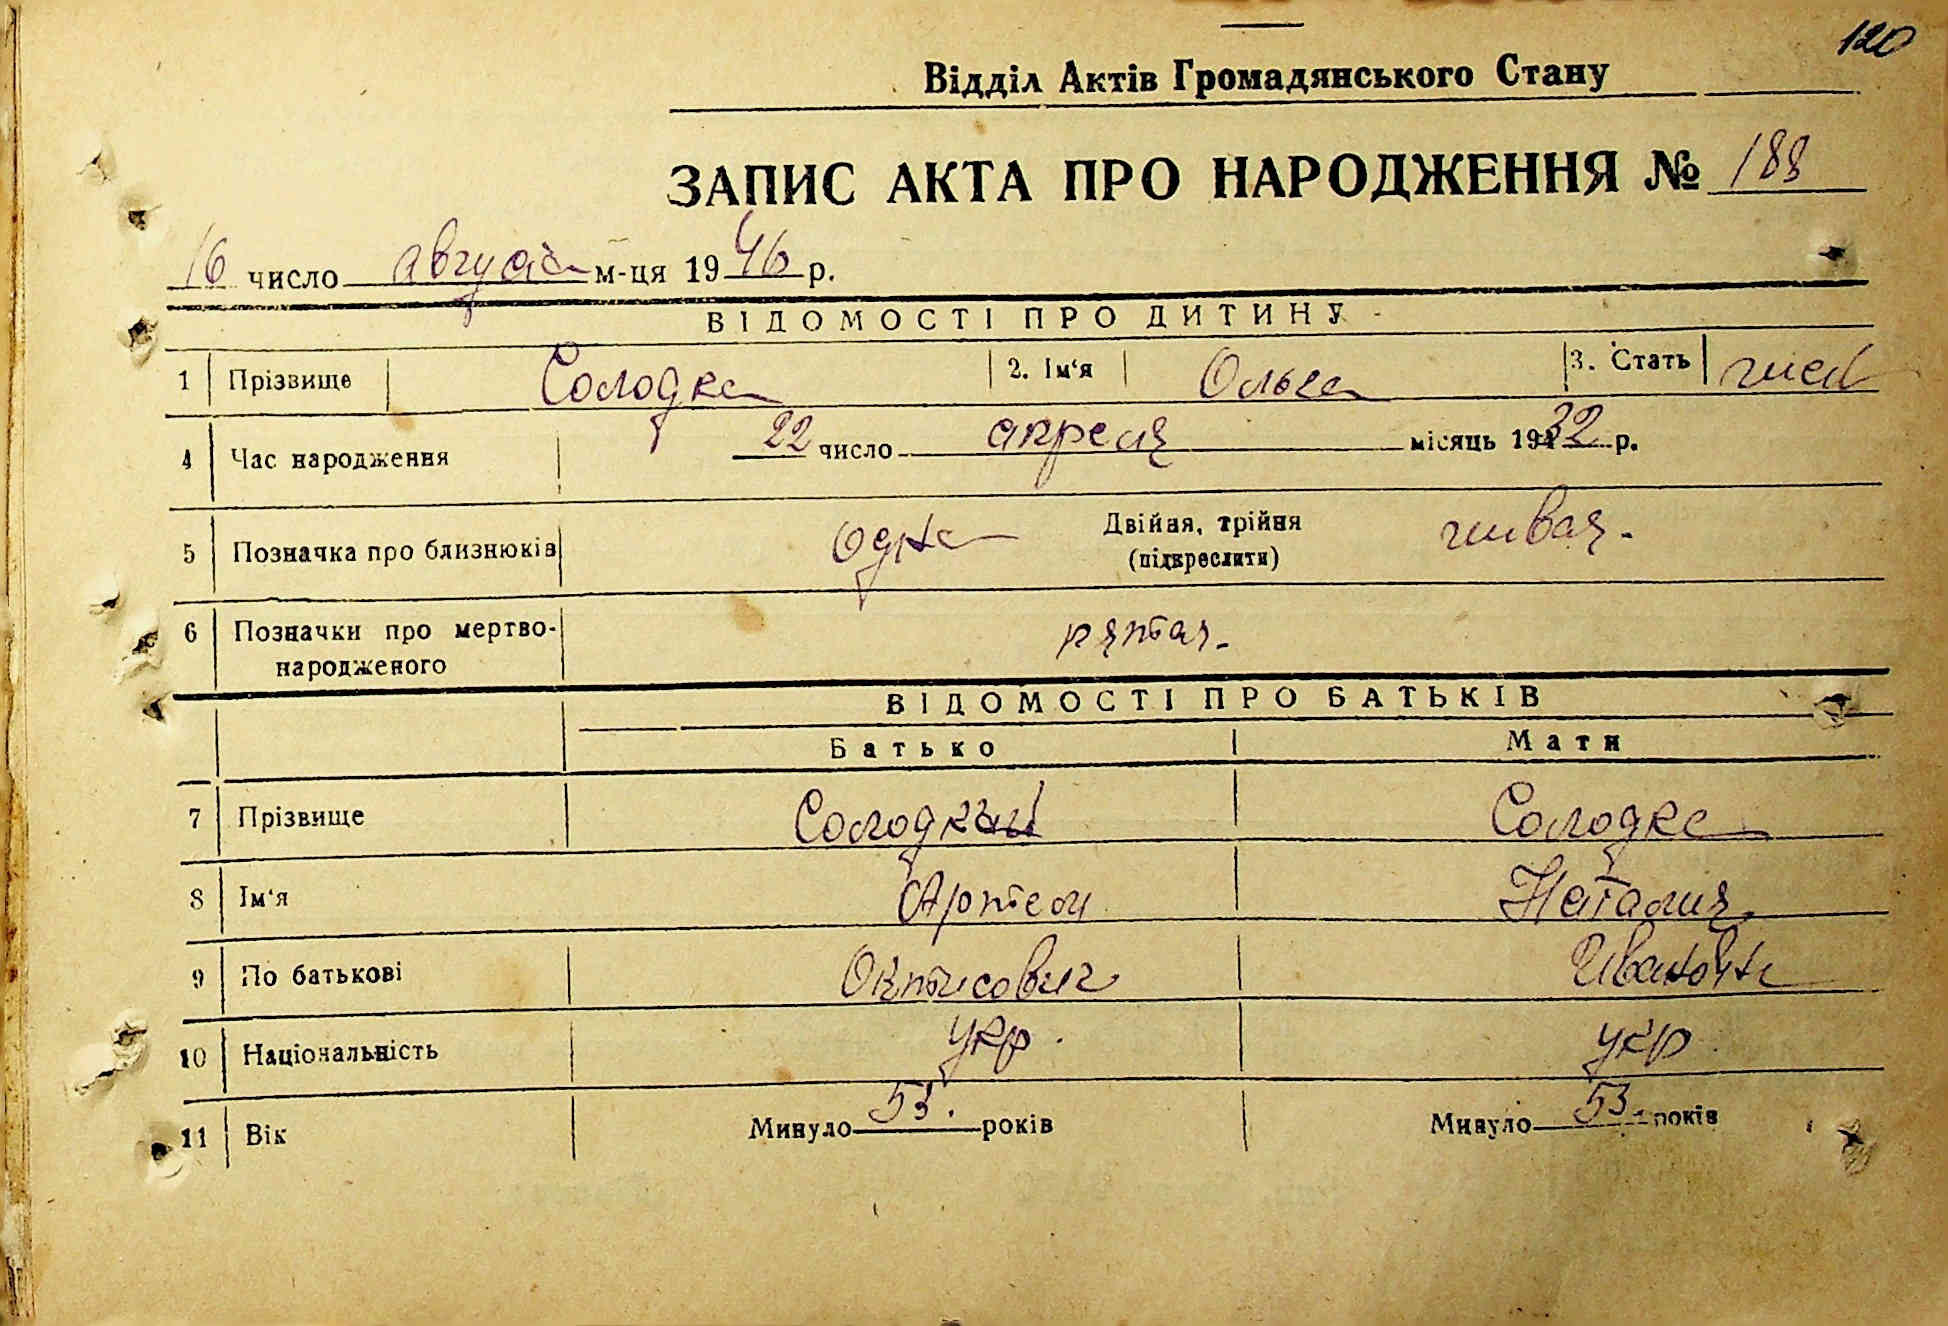 120
Відділ Актів Громадянського Стану
ЗАПИС АКТА ПРО НАРОДЖЕННЯ № 188
16 число августа м-ця 1946 р.
ВІДОМОСТІ ПРО ДИТИНУ
1 Прізвище Солодка 2. Ім‘я Ольга 3. Стать жен
4 Час народження 22 число апреля місяць 1932 р.
5 Позначка про близнюків одна Двійня, трійня живая.
(підкреслити)
6 Позначки про мертво- пятая.
народженого
ВІДОМОСТІ ПРО БАТЬКІВ
Батько Мати
7 Прізвище Солодкий Солодка
8 Ім‘я Артем Наталия
9 По батькові Ивановна
10 Національність укр. укр.
11 Вік Минуло 53. років Минуло 53. років